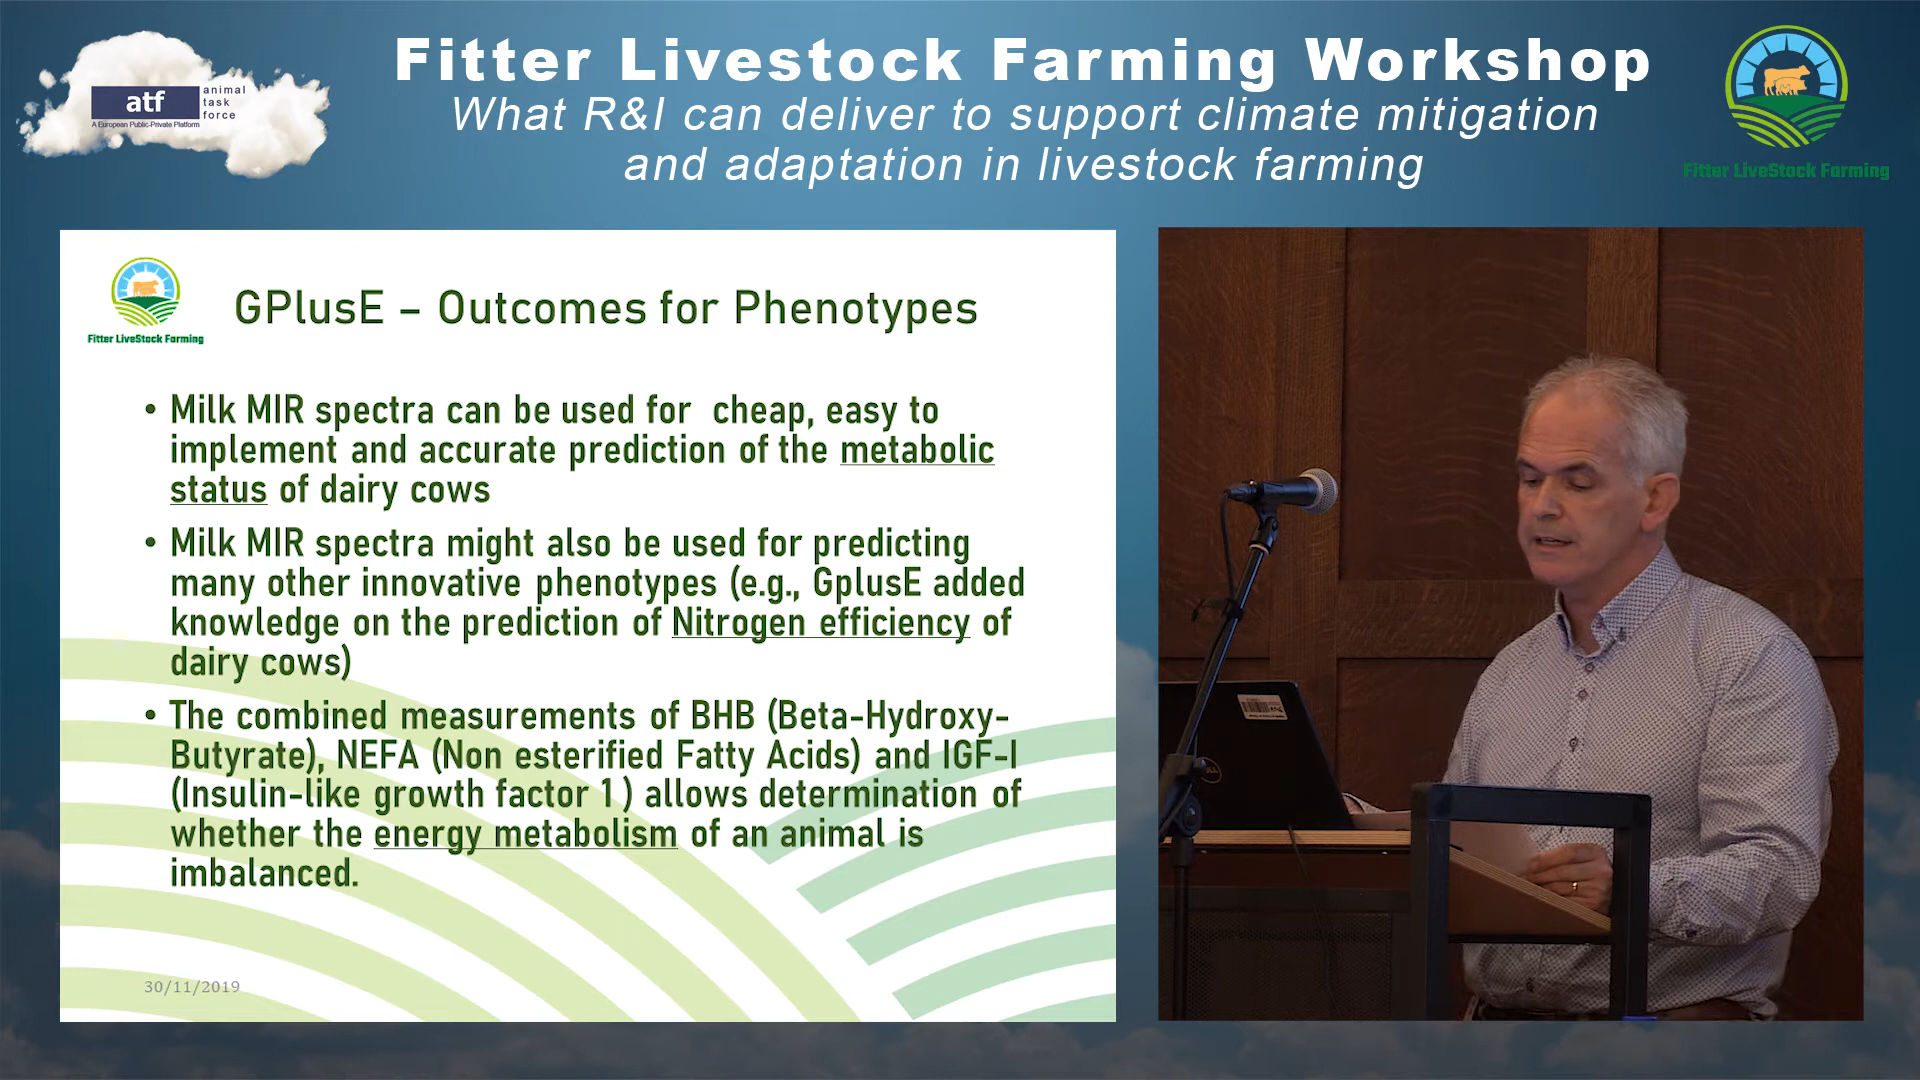 atf
animal
task
force
A European Public-Private Platform
Fitter Livestock Farming Workshop
What R&I can deliver to support climate mitigation
and adaptation in livestock farming
Fitter LiveStock Farming
Fitter LiveStock Farming
GPlusE – Outcomes for Phenotypes
• Milk MIR spectra can be used for cheap, easy to
implement and accurate prediction of the metabolic
status of dairy cows
• Milk MIR spectra might also be used for predicting
many other innovative phenotypes (e.g., GplusE added
knowledge on the prediction of Nitrogen efficiency of
dairy cows)
• The combined measurements of BHB (Beta-Hydroxy-
Butyrate), NEFA (Non esterified Fatty Acids) and IGF-I
(Insulin-like growth factor 1) allows determination of
whether the energy metabolism of an animal is
imbalanced.
30/11/2019